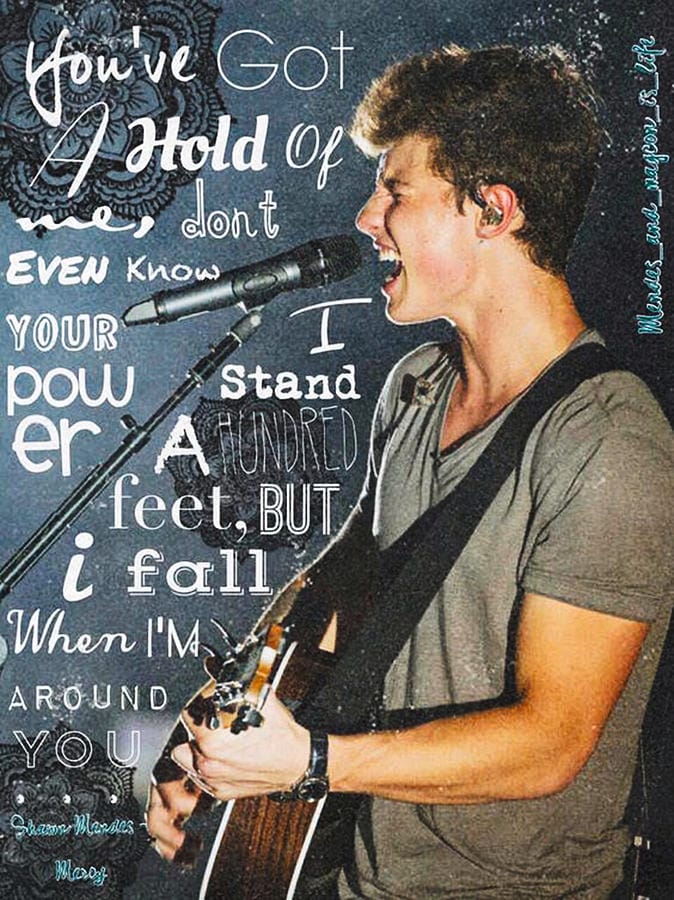 You've Got
A Hold Of
me, dont
EVEN Know
YOUR
I
pow
Stand
er A HUNDRED
feet, BUT
i fall
When I'M
AROUND
YOU
. . . .
Shawn Mendes -
Mercy
Mendes_and_magcon_is_life